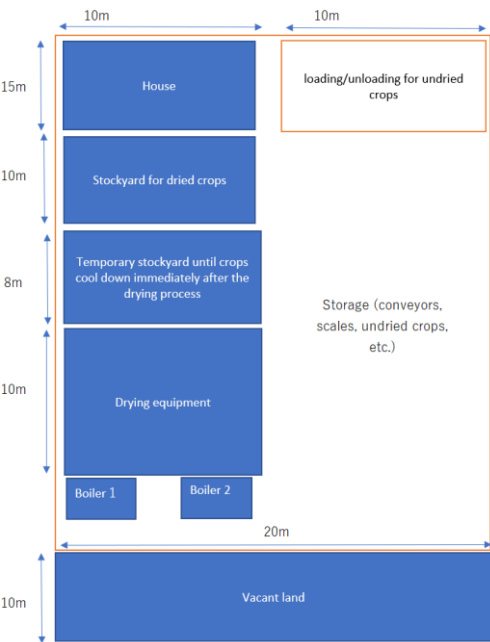 10m
10m
15m
House
loading/unloading for undried
crops
10m
Stockyard for dried crops
8m
Temporary stockyard until crops
cool down immediately after the
drying process
Storage (conveyors,
scales, undried crops,
etc.)
10m
Drying equipment
Boiler 1
Boiler 2
20m
10m
Vacant land